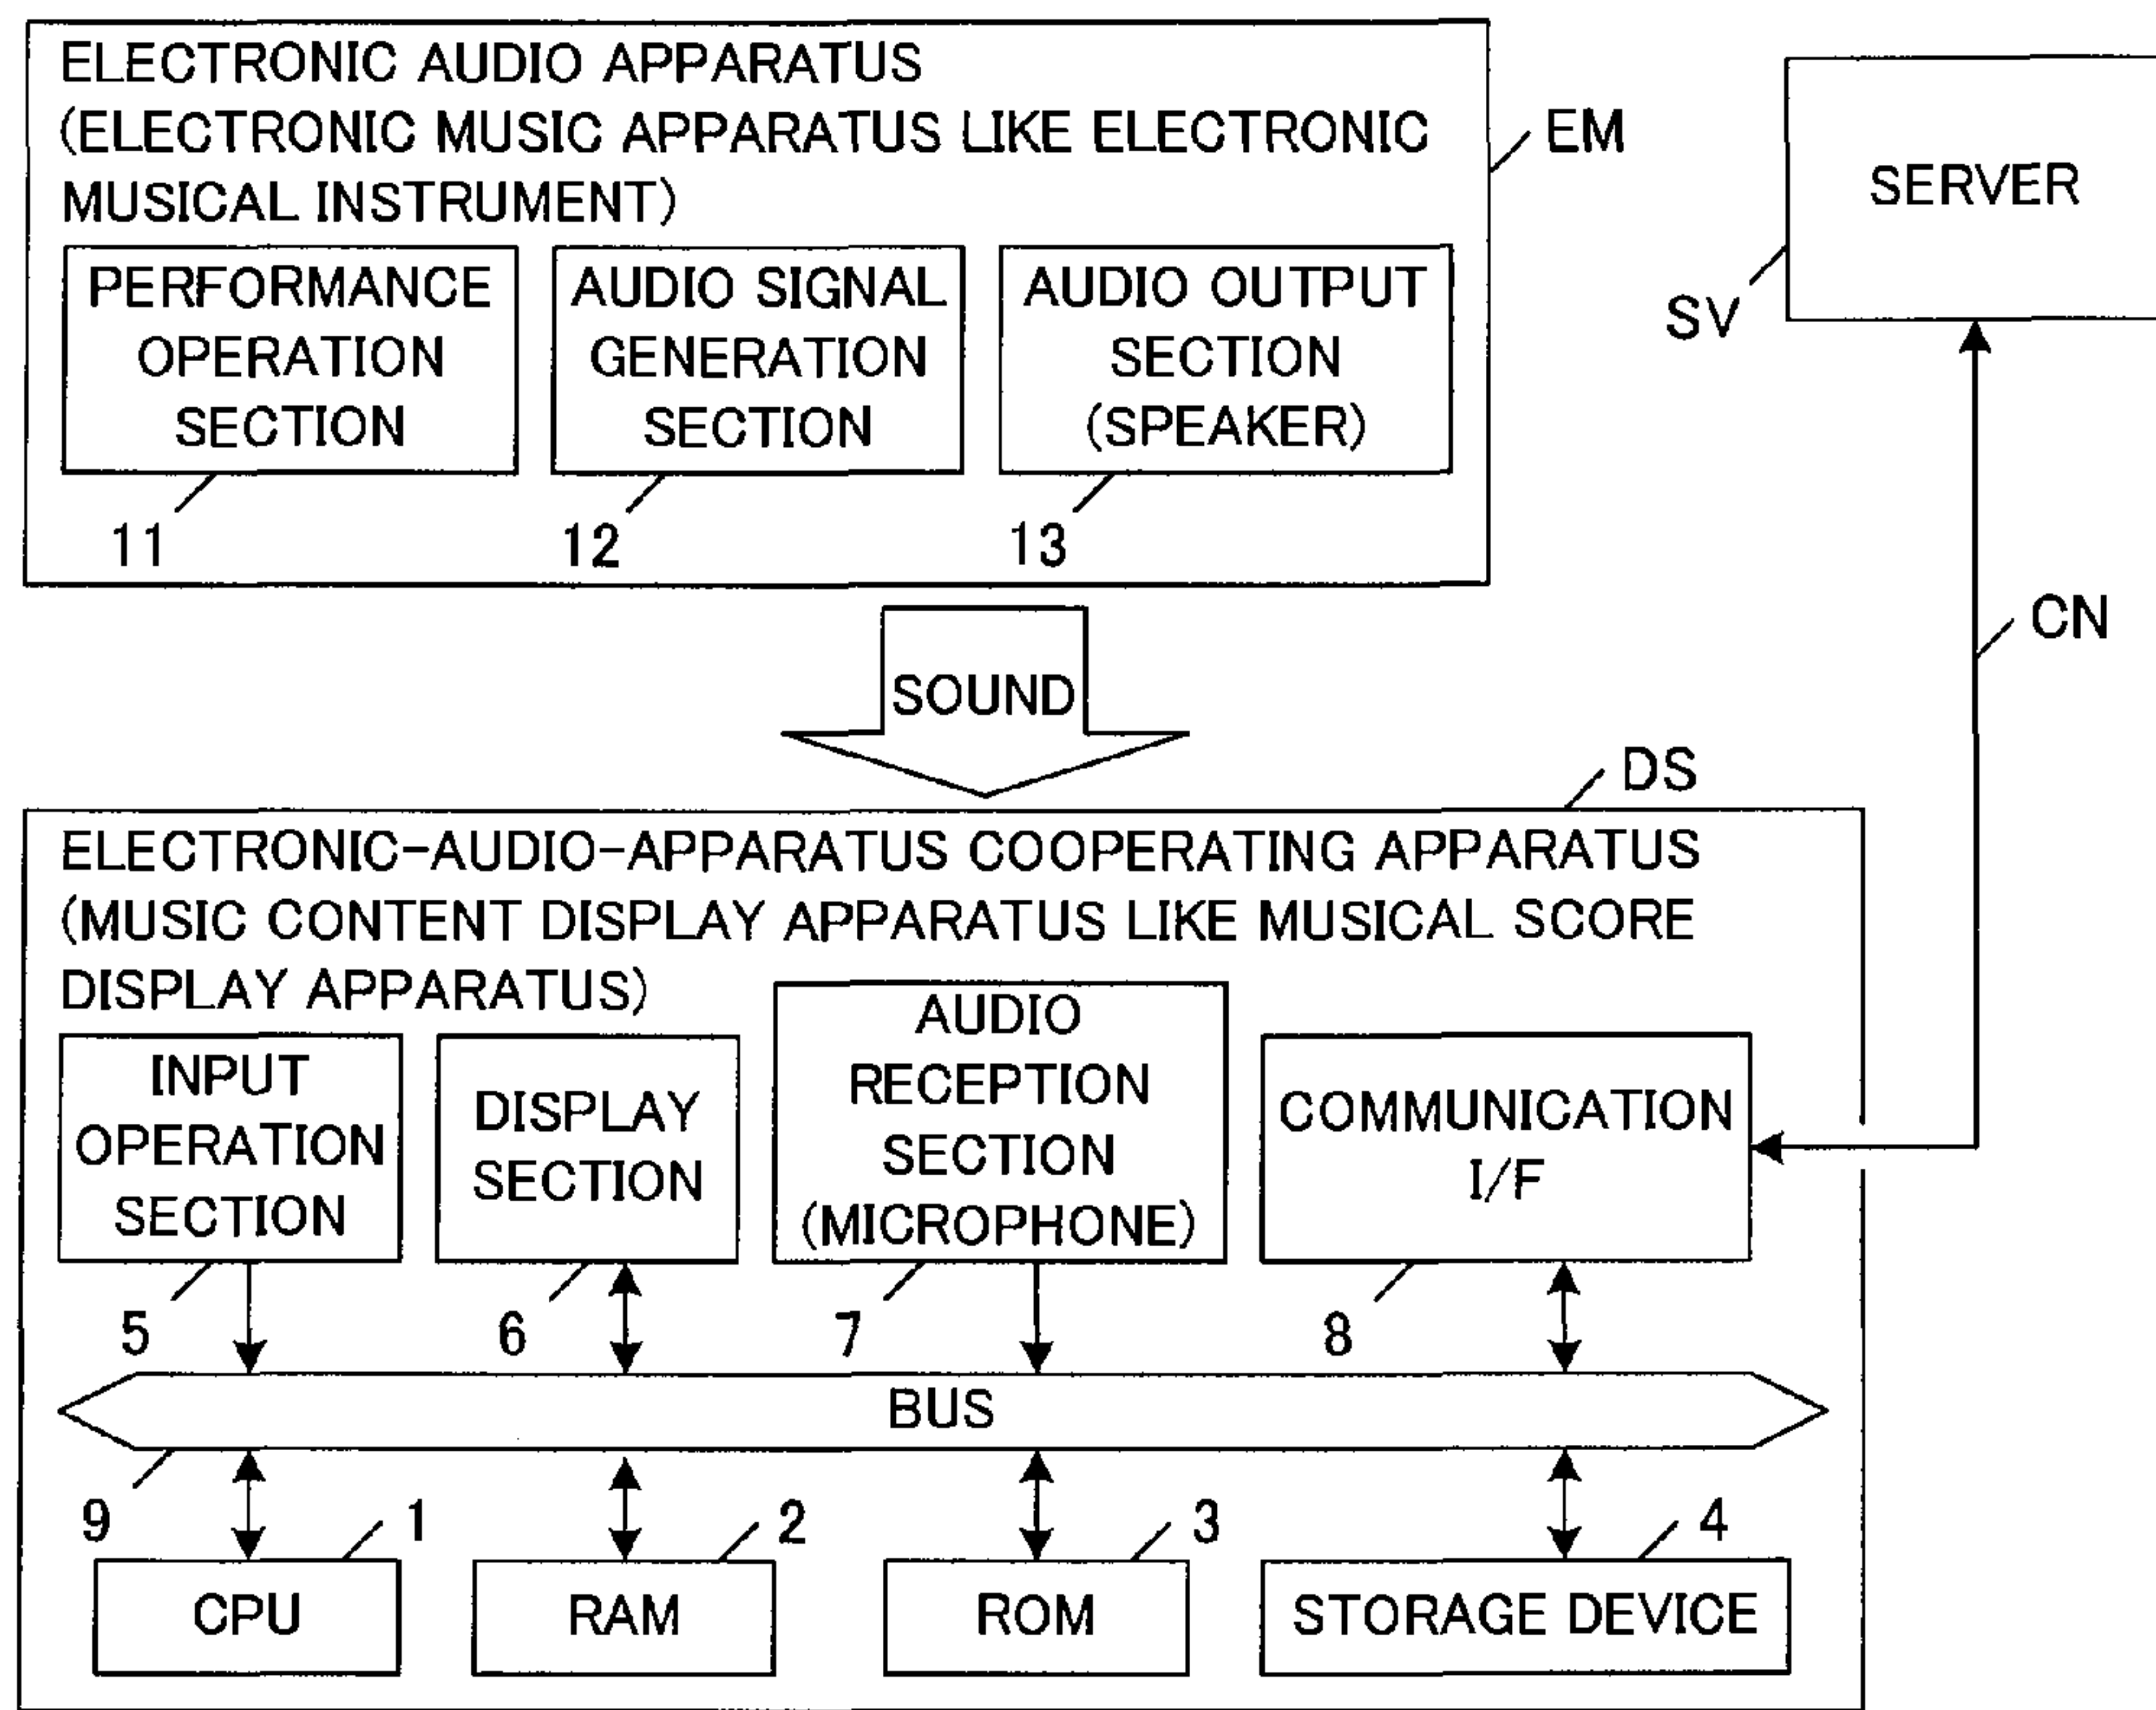 ELECTRONIC AUDIO APPARATUS
(ELECTRONIC MUSIC APPARATUS LIKE ELECTRONIC
MUSICAL INSTRUMENT)
EM
PERFORMANCE
OPERATION
SECTION
11
AUDIO SIGNAL
GENERATION
SECTION
12
AUDIO OUTPUT
SECTION
(SPEAKER)
13
SERVER
SV
CN
SOUND
DS
ELECTRONIC-AUDIO-APPARATUS COOPERATING APPARATUS
(MUSIC CONTENT DISPLAY APPARATUS LIKE MUSICAL SCORE
DISPLAY APPARATUS)
INPUT
OPERATION
SECTION
5
DISPLAY
SECTION
6
AUDIO
RECEPTION
SECTION
(MICROPHONE)
7
COMMUNICATION
I/F
8
BUS
9
1
CPU
2
RAM
3
ROM
4
STORAGE DEVICE